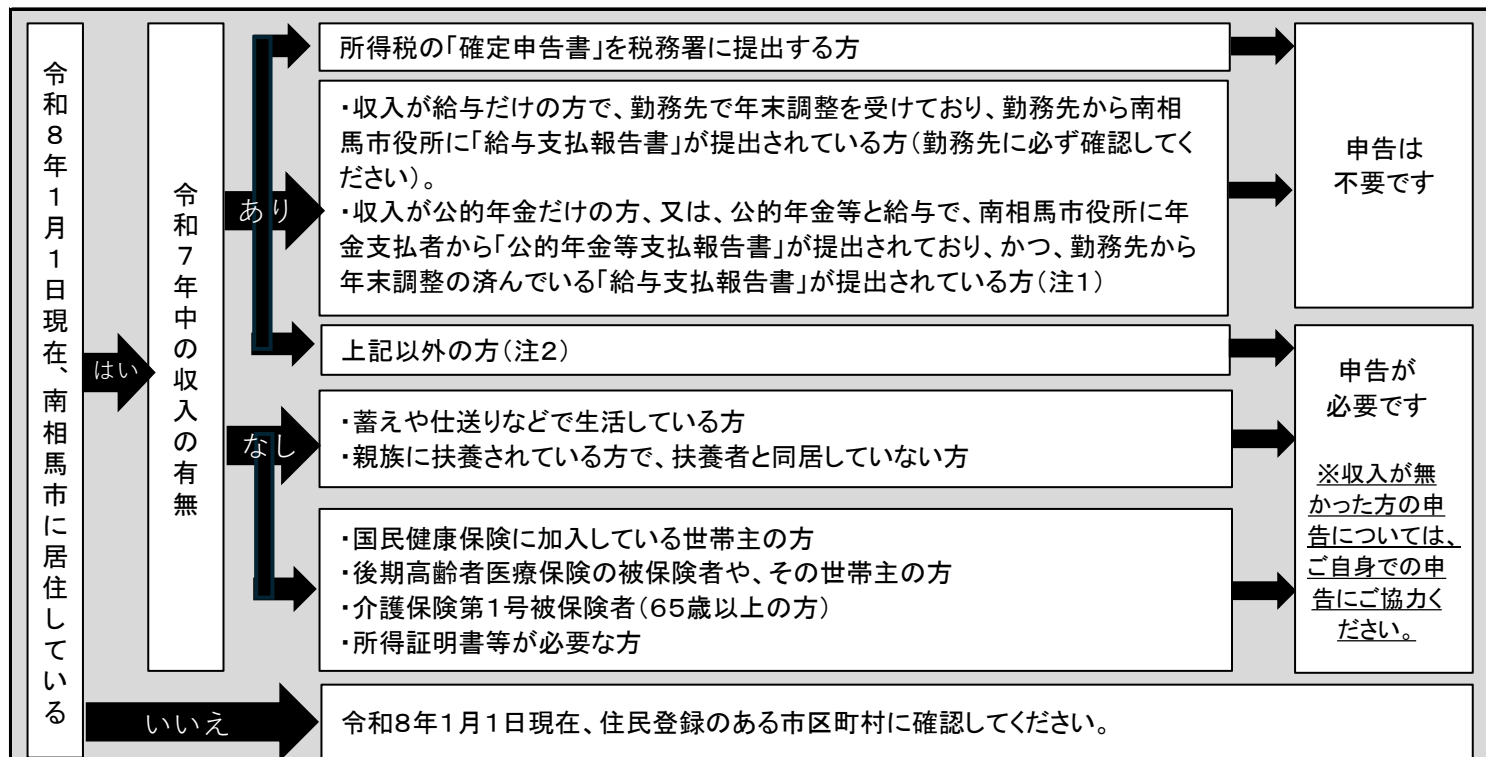 令和８年１月１日現在、南相馬市に居住している
はい
令和７年中の収入の有無
あり
所得税の「確定申告書」を税務署に提出する方
・収入が給与だけの方で、勤務先で年末調整を受けており、勤務先から南相
馬市役所に「給与支払報告書」が提出されている方（勤務先に必ず確認してく
ださい）。
・収入が公的年金だけの方、又は、公的年金等と給与で、南相馬市役所に年
金支払者から「公的年金等支払報告書」が提出されており、かつ、勤務先から
年末調整の済んでいる「給与支払報告書」が提出されている方（注１）
申告は
不要です
上記以外の方（注２）
なし
・蓄えや仕送りなどで生活している方
・親族に扶養されている方で、扶養者と同居していない方
・国民健康保険に加入している世帯主の方
・後期高齢者医療保険の被保険者や、その世帯主の方
・介護保険第１号被保険者（６５歳以上の方）
・所得証明書等が必要な方
申告が
必要です
※収入が無
かった方の申
告については、
ご自身での申
告にご協力く
ださい。
いいえ
令和８年１月１日現在、住民登録のある市区町村に確認してください。